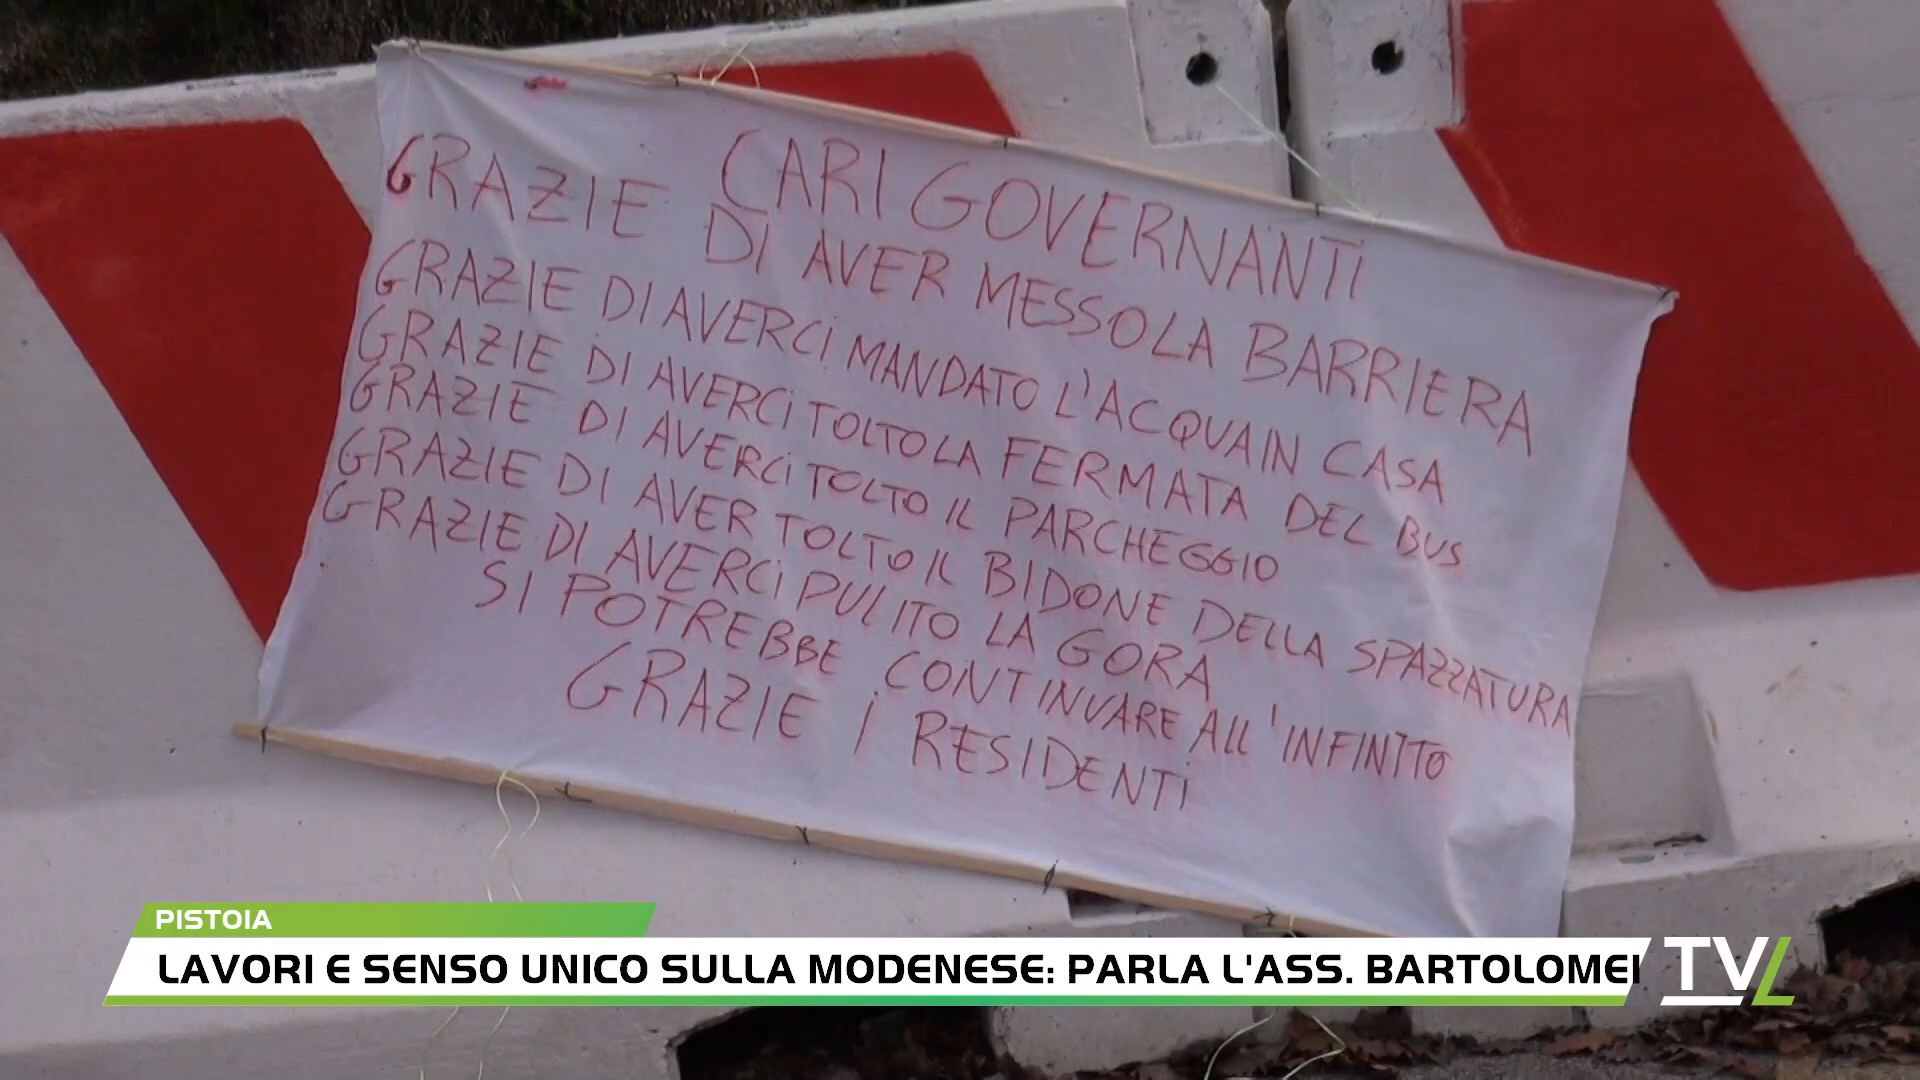 CARI GOVERNANTI
GRAZIE DI AVER MESSO LA BARRIERA
GRAZIE DI AVERCI MANDATO L'ACQUA IN CASA
GRAZIE DI AVERCI TOLTO LA FERMATA DEL BUS
GRAZIE DI AVERCI TOLTO IL PARCHEGGIO
GRAZIE DI AVER TOLTO IL BIDONE DELLA SPAZZATURA
GRAZIE DI AVERCI PULITO LA GORA
SI POTREBBE CONTINUARE ALL'INFINITO
GRAZIE I RESIDENTI
PISTOIA
LAVORI E SENSO UNICO SULLA MODENESE: PARLA L'ASS. BARTOLOMEI
TVL